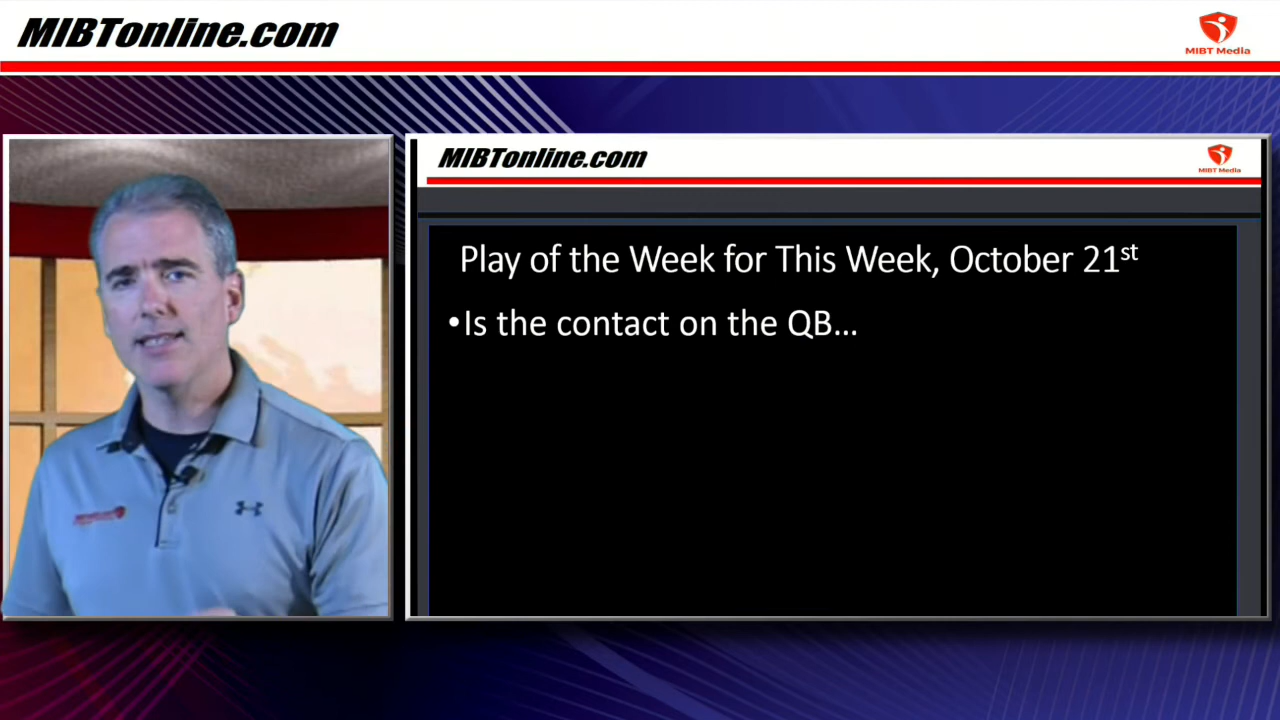 MIBTonline.com
MIBT Media
MIBTonline.com
MIBT Media
Play of the Week for This Week, October 21st
•Is the contact on the QB…